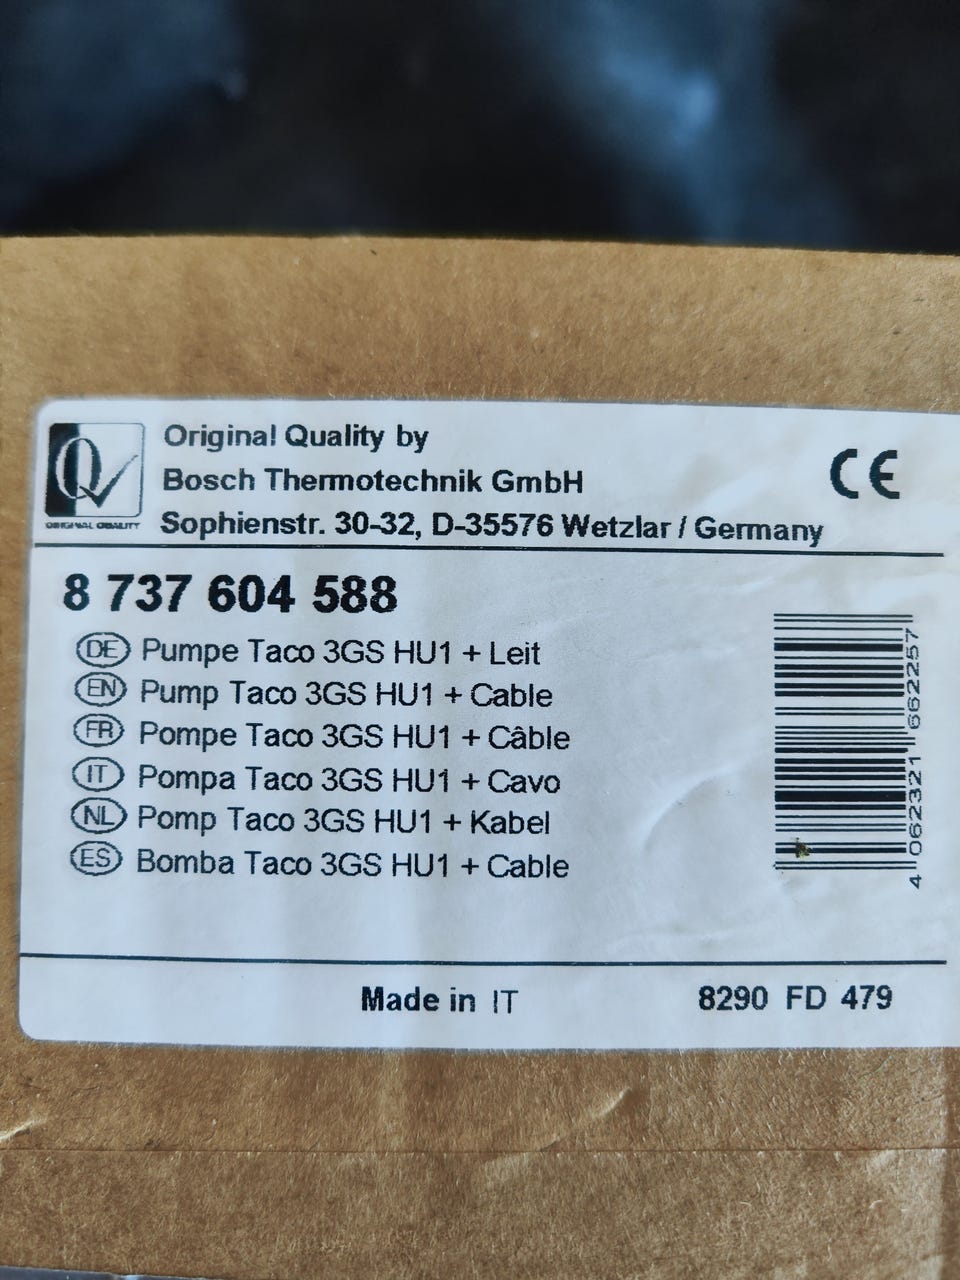 Original Quality by
Bosch Thermotechnik GmbH
Sophienstr. 30-32, D-35576 Wetzlar / Germany
Q
ORIGINAL QUALITY
CE
8 737 604 588
DE Pumpe Taco 3GS HU1 + Leit
EN Pump Taco 3GS HU1 + Cable
FR Pompe Taco 3GS HU1 + Câble
IT Pompa Taco 3GS HU1 + Cavo
NL Pomp Taco 3GS HU1 + Kabel
ES Bomba Taco 3GS HU1 + Cable
4 062321 662257
Made in IT
8290 FD 479